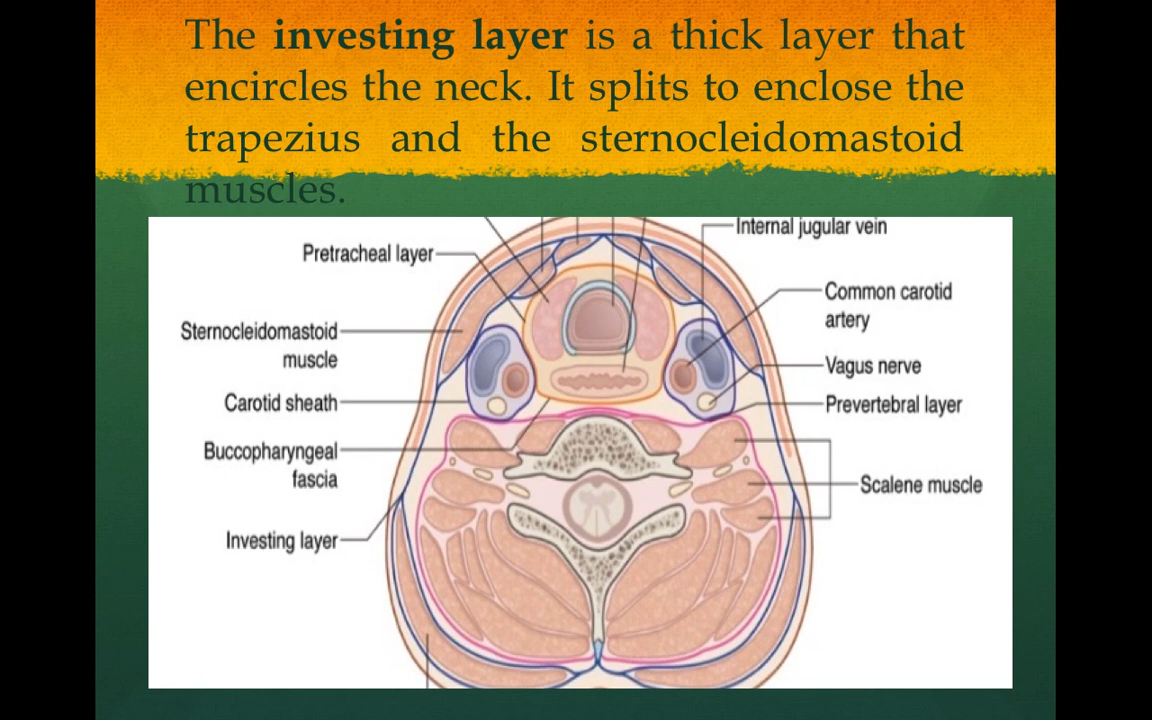 The investing layer is a thick layer that
encircles the neck. It splits to enclose the
trapezius and the sternocleidomastoid
muscles.
Internal jugular vein
Pretracheal layer
Common carotid
artery
Sternocleidomastoid
muscle
Vagus nerve
Carotid sheath
Prevertebral layer
Buccopharyngeal
fascia
Scalene muscle
Investing layer